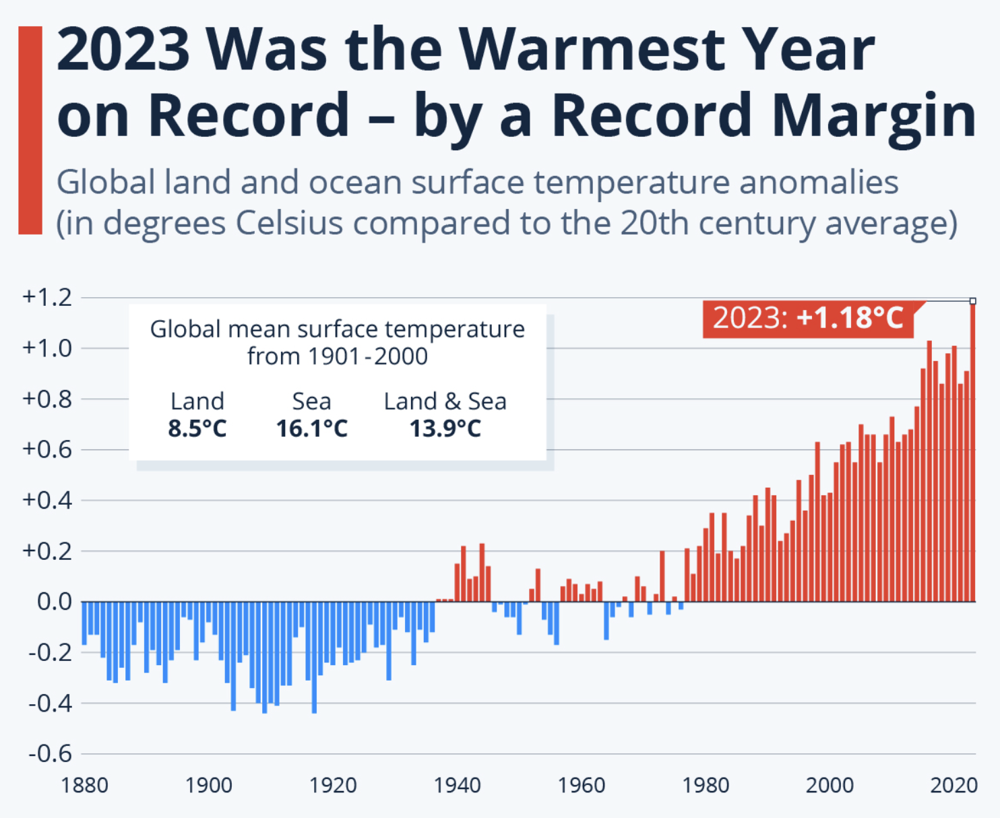 2023 Was the Warmest Year
on Record – by a Record Margin
Global land and ocean surface temperature anomalies
(in degrees Celsius compared to the 20th century average)
+1.2
+1.0
+0.8
+0.6
+0.4
+0.2
0.0
-0.2
-0.4
-0.6
Global mean surface temperature
from 1901-2000
Land Sea Land & Sea
8.5°C 16.1°C 13.9°C
2023: +1.18°C
1880 1900 1920 1940 1960 1980 2000 2020